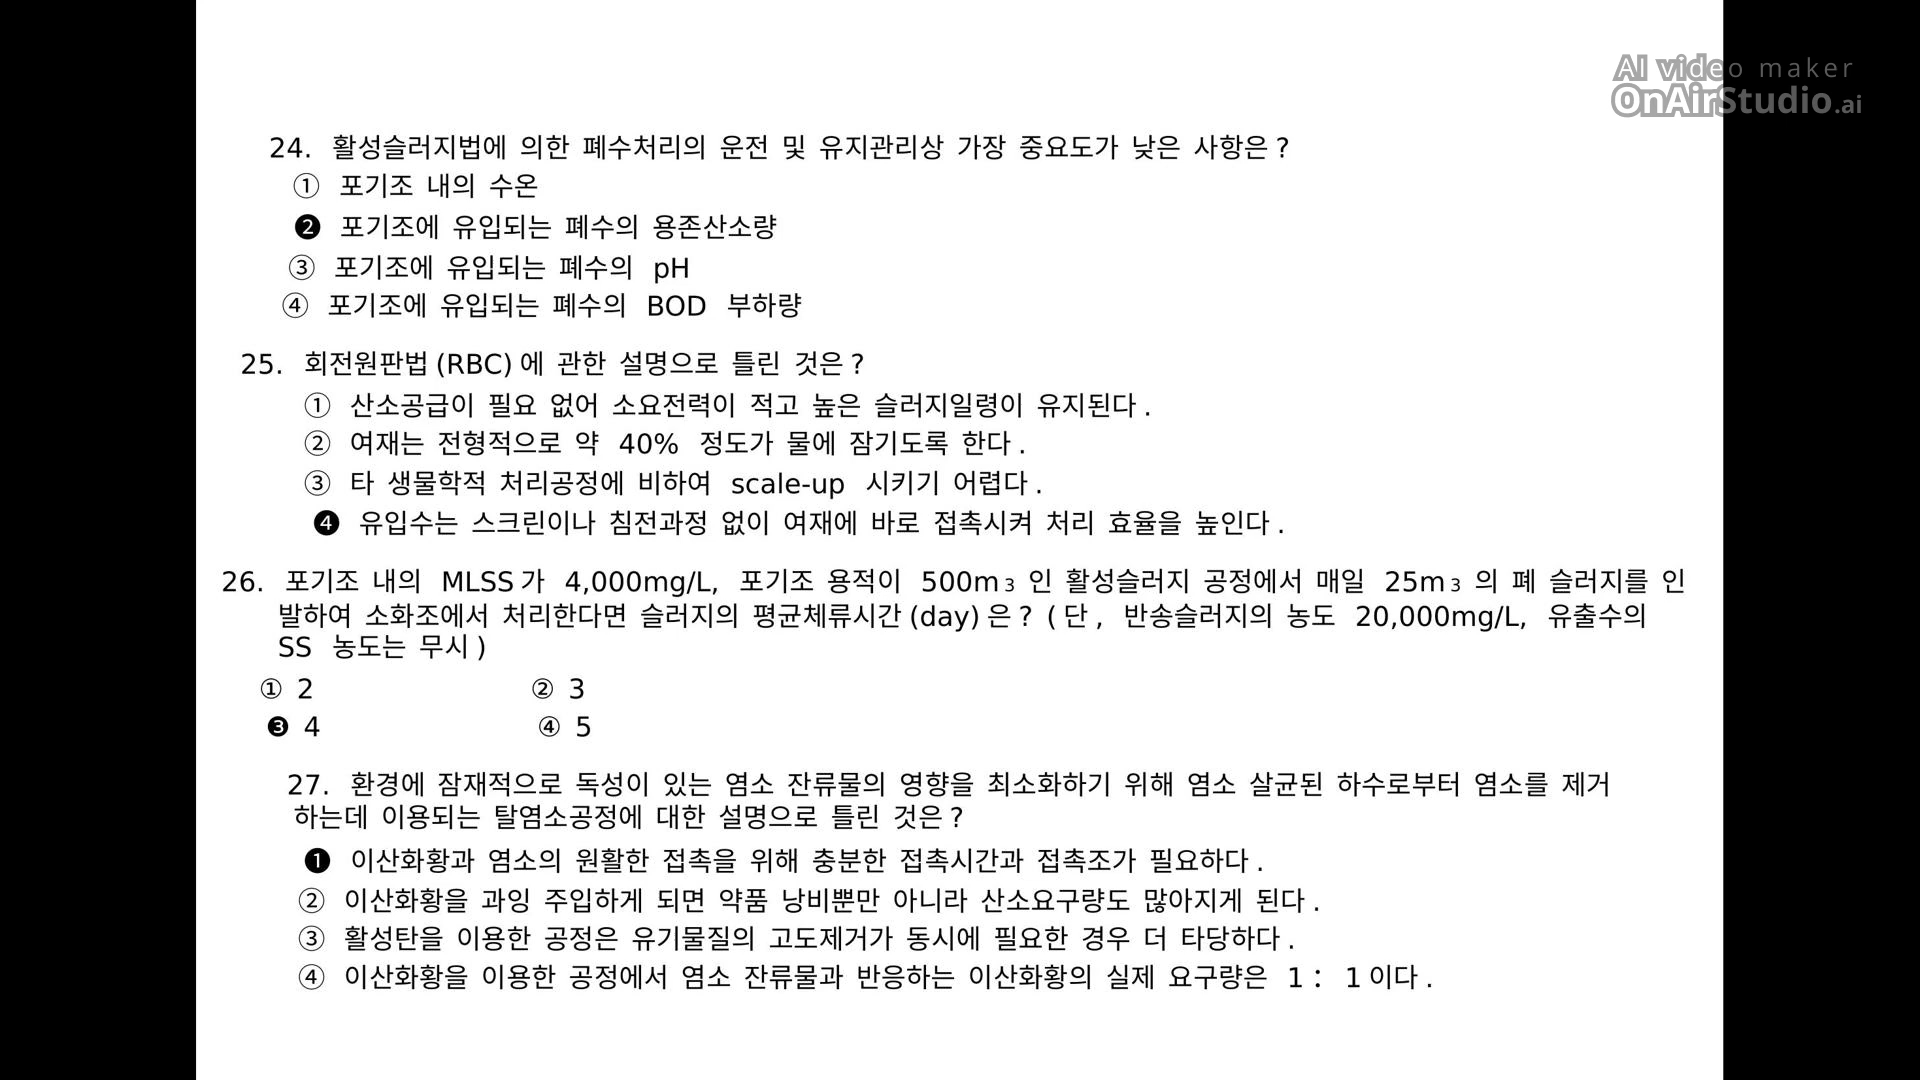 AI video maker
OnAirStudio.ai
24. 활성슬러지법에 의한 폐수처리의 운전 및 유지관리상 가장 중요도가 낮은 사항은?
① 포기조 내의 수온
❷ 포기조에 유입되는 폐수의 용존산소량
③ 포기조에 유입되는 폐수의 pH
④ 포기조에 유입되는 폐수의 BOD 부하량
25. 회전원판법(RBC)에 관한 설명으로 틀린 것은?
① 산소공급이 필요 없어 소요전력이 적고 높은 슬러지일령이 유지된다.
② 여재는 전형적으로 약 40% 정도가 물에 잠기도록 한다.
③ 타 생물학적 처리공정에 비하여 scale-up 시키기 어렵다.
❹ 유입수는 스크린이나 침전과정 없이 여재에 바로 접촉시켜 처리 효율을 높인다.
26. 포기조 내의 MLSS가 4,000mg/L, 포기조 용적이 500m3인 활성슬러지 공정에서 매일 25m3의 폐 슬러지를 인
발하여 소화조에서 처리한다면 슬러지의 평균체류시간(day)은? (단, 반송슬러지의 농도 20,000mg/L, 유출수의
SS 농도는 무시)
① 2 ② 3
❸ 4 ④ 5
27. 환경에 잠재적으로 독성이 있는 염소 잔류물의 영향을 최소화하기 위해 염소 살균된 하수로부터 염소를 제거
하는데 이용되는 탈염소공정에 대한 설명으로 틀린 것은?
❶ 이산화황과 염소의 원활한 접촉을 위해 충분한 접촉시간과 접촉조가 필요하다.
② 이산화황을 과잉 주입하게 되면 약품 낭비뿐만 아니라 산소요구량도 많아지게 된다.
③ 활성탄을 이용한 공정은 유기물질의 고도제거가 동시에 필요한 경우 더 타당하다.
④ 이산화황을 이용한 공정에서 염소 잔류물과 반응하는 이산화황의 실제 요구량은 1 : 1이다.